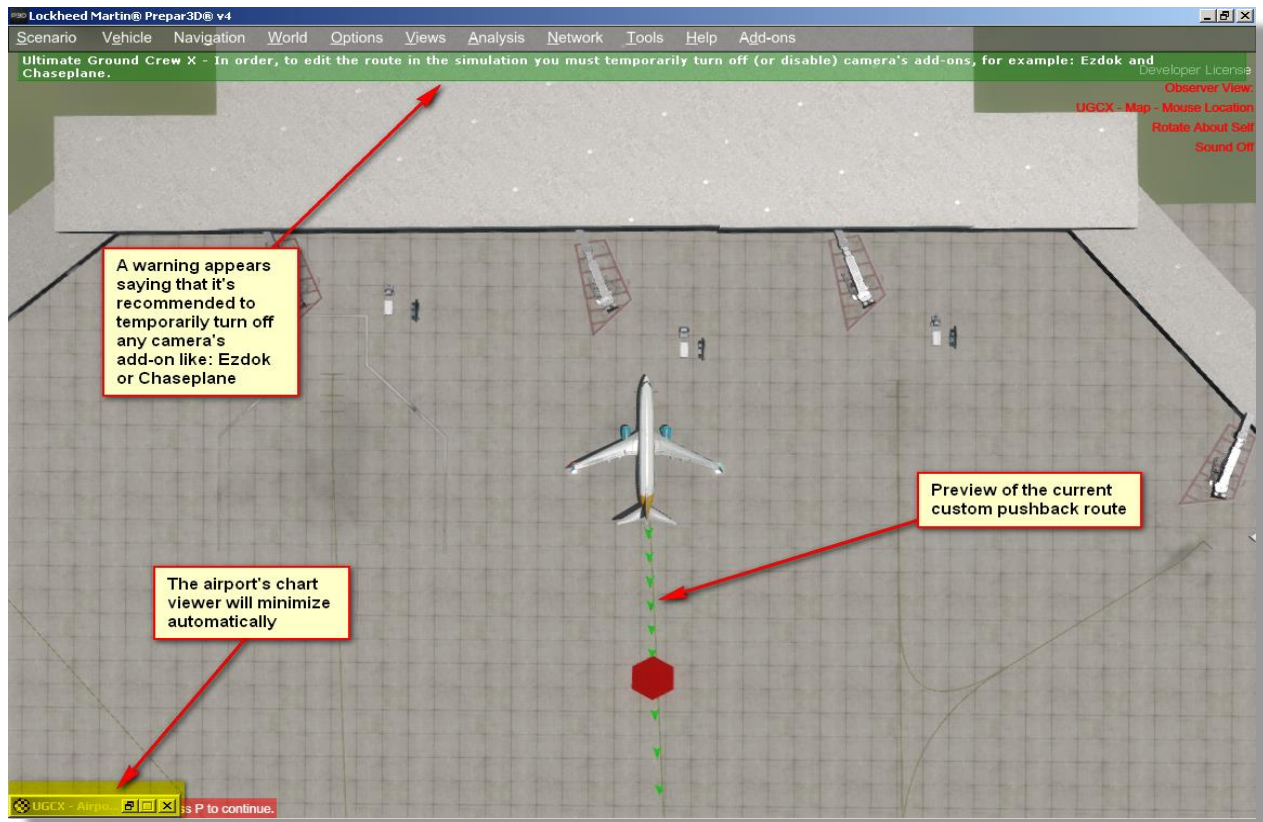 P3D Lockheed Martin® Prepar3D® v4
Scenario Vehicle Navigation World Options Views Analysis Network Tools Help Add-ons
Ultimate Ground Crew X - In order, to edit the route in the simulation you must temporarily turn off (or disable) camera's add-ons, for example: Ezdok and
Chaseplane.
Developer License
Observer View:
UGCX - Map - Mouse Location
Rotate About Self
Sound Off
A warning appears
saying that it's
recommended to
temporarily turn off
any camera's
add-on like: Ezdok
or Chaseplane
Preview of the current
custom pushback route
The airport's chart
viewer will minimize
automatically
UGCX - Airpo...
ss P to continue.